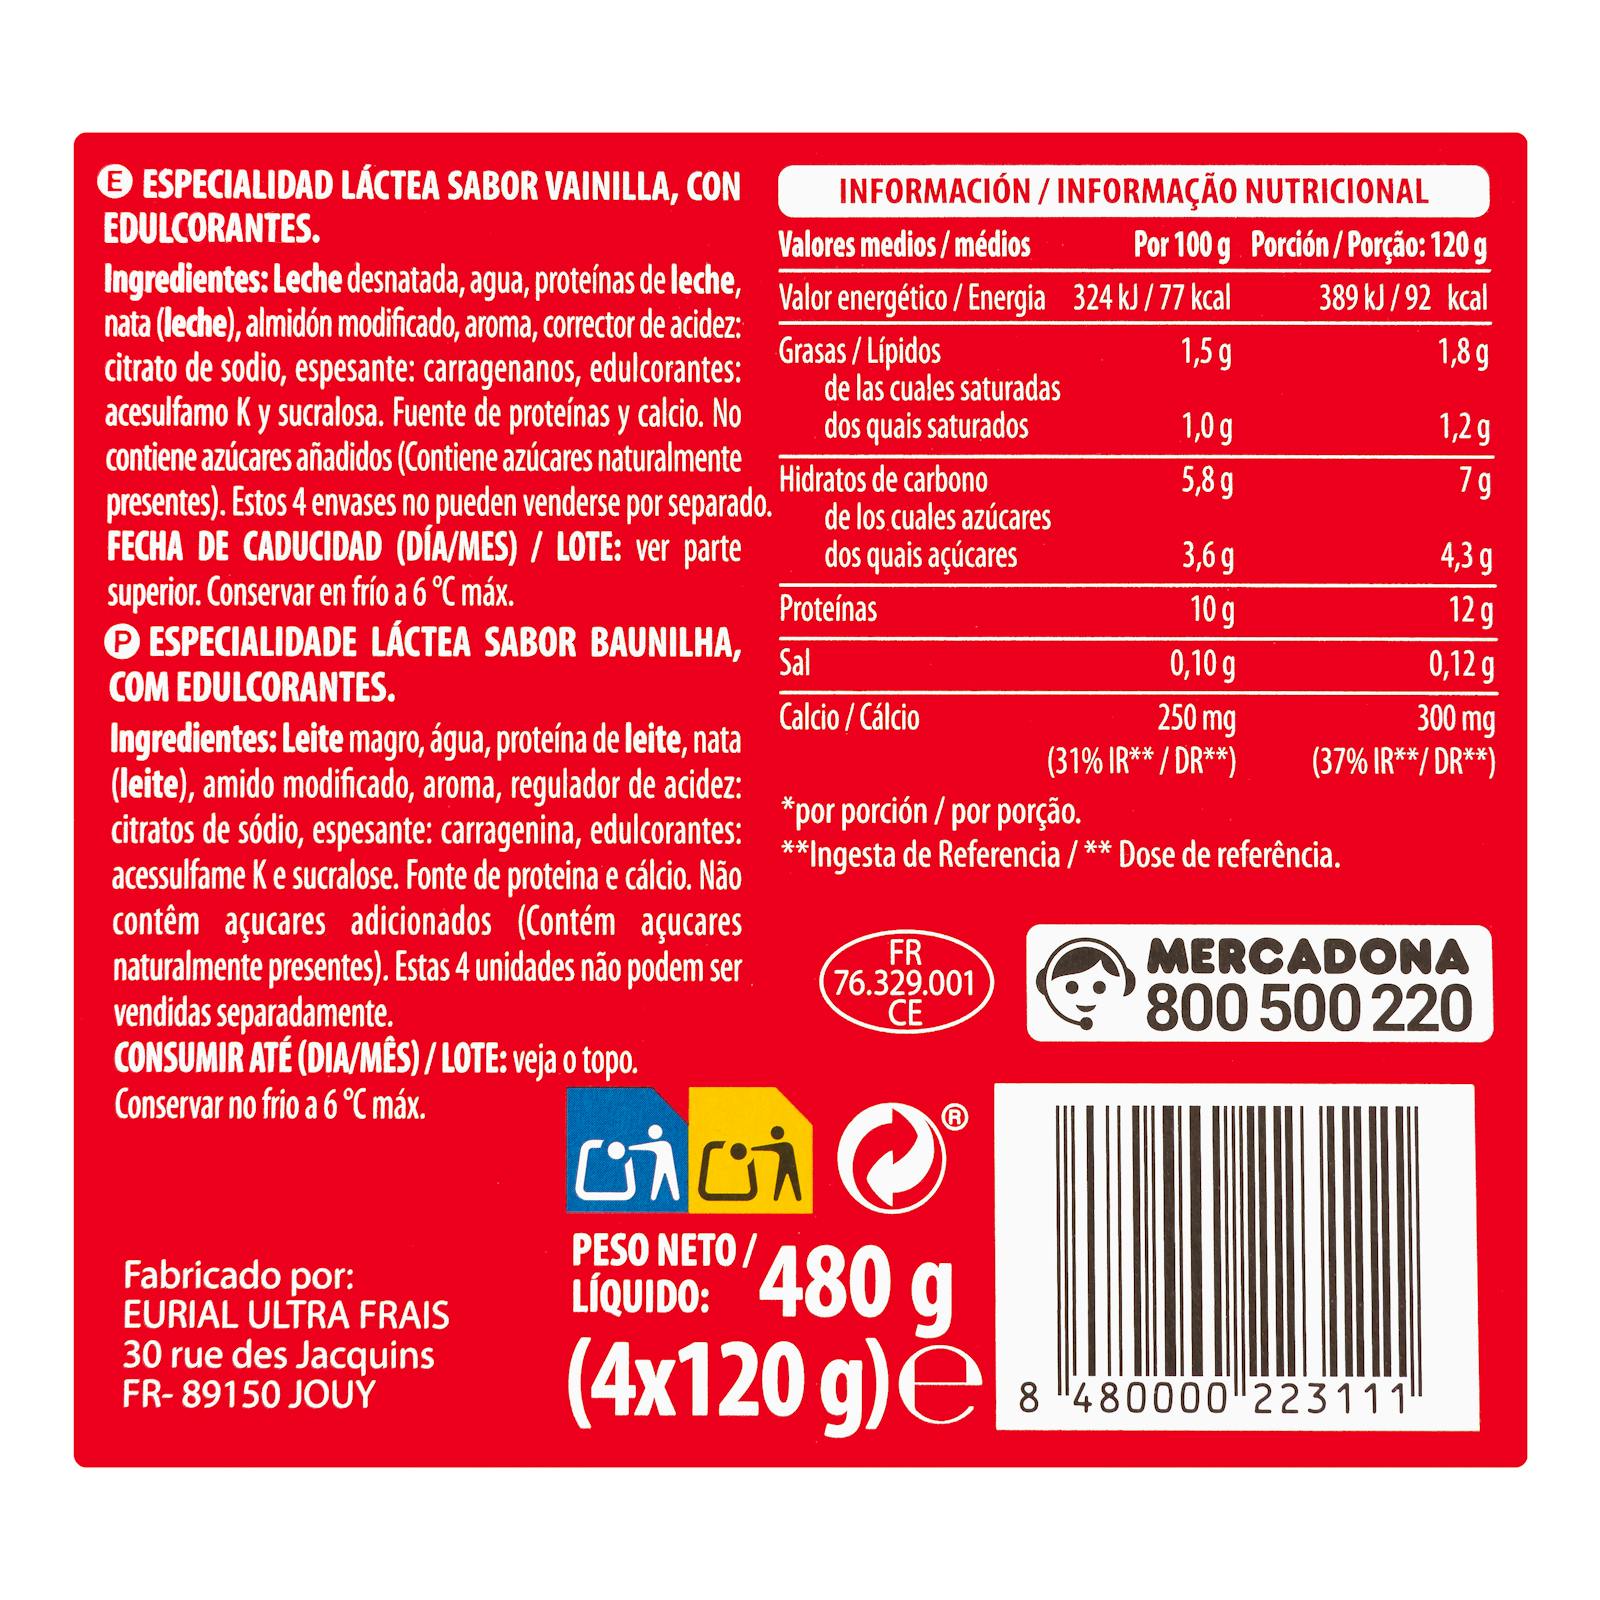 E ESPECIALIDAD LÁCTEA SABOR VAINILLA, CON
EDULCORANTES.
Ingredientes: Leche desnatada, agua, proteínas de leche,
nata (leche), almidón modificado, aroma, corrector de acidez:
citrato de sodio, espesante: carragenanos, edulcorantes:
acesulfamo K y sucralosa. Fuente de proteínas y calcio. No
contiene azúcares añadidos (Contiene azúcares naturalmente
presentes). Estos 4 envases no pueden venderse por separado.
FECHA DE CADUCIDAD (DÍA/MES) / LOTE: ver parte
superior. Conservar en frío a 6 °C máx.
P ESPECIALIDADE LÁCTEA SABOR BAUNILHA,
COM EDULCORANTES.
Ingredientes: Leite magro, água, proteína de leite, nata
(leite), amido modificado, aroma, regulador de acidez:
citratos de sódio, espesante: carragenina, edulcorantes:
acessulfame K e sucralose. Fonte de proteina e cálcio. Não
contêm açucares adicionados (Contém açucares
naturalmente presentes). Estas 4 unidades não podem ser
vendidas separadamente.
CONSUMIR ATÉ (DIA/MÊS) / LOTE: veja o topo.
Conservar no frio a 6 °C máx.
Fabricado por:
EURIAL ULTRA FRAIS
30 rue des Jacquins
FR- 89150 JOUY
INFORMACIÓN / INFORMAÇÃO NUTRICIONAL
Valores medios / médios Por 100 g Porción / Porção: 120 g
Valor energético / Energia 324 kJ / 77 kcal 389 kJ / 92 kcal
Grasas / Lípidos 1,5 g 1,8 g
de las cuales saturadas
dos quais saturados 1,0 g 1,2 g
Hidratos de carbono 5,8 g 7 g
de los cuales azúcares
dos quais açúcares 3,6 g 4,3 g
Proteínas 10 g 12 g
Sal 0,10 g 0,12 g
Calcio / Cálcio 250 mg 300 mg
(31% IR** / DR**) (37% IR**/ DR**)
*por porción / por porção.
**Ingesta de Referencia / ** Dose de referência.
FR
76.329.001
CE
MERCADONA
800 500 220
®
PESO NETO /
LÍQUIDO: 480 g
(4x120 g) e
8 480000 223111